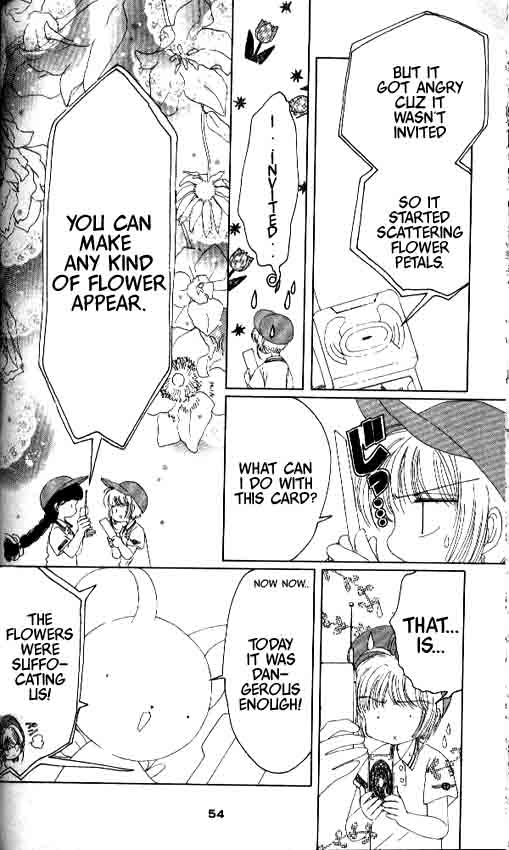 BUT IT
GOT ANGRY
CUZ IT
WASN'T
INVITED
SO IT
STARTED
SCATTERING
FLOWER
PETALS.
I..INVITED..
YOU CAN
MAKE
ANY KIND
OF FLOWER
APPEAR.
じっ...
WHAT CAN
I DO WITH
THIS CARD?
THAT...
IS...
NOW NOW..
TODAY
IT WAS
DAN-
GEROUS
ENOUGH!
THE
FLOWERS
WERE
SUFFO-
CATING
US!
54